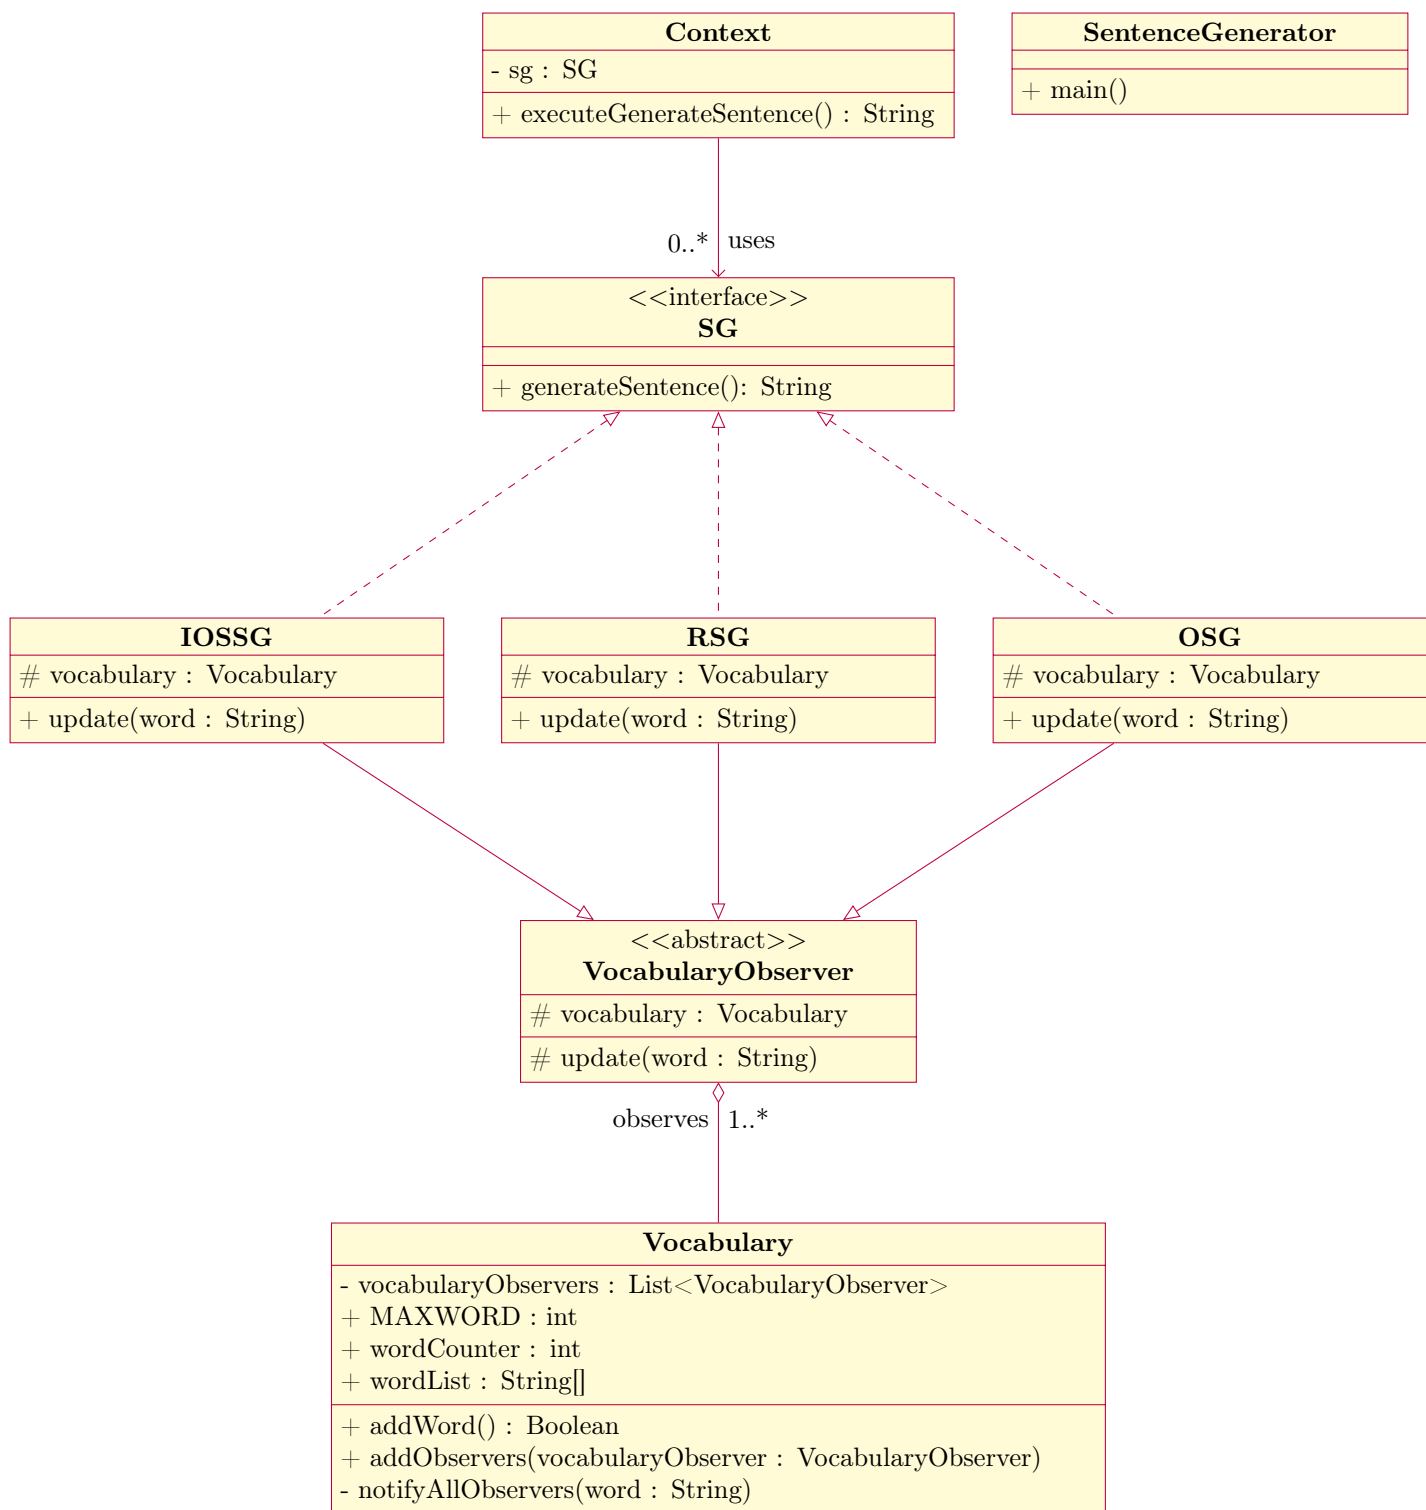 Context
- sg : SG
+ executeGenerateSentence() : String
SentenceGenerator
+ main()
0..* uses
<<interface>>
SG
+ generateSentence(): String
IOSSG
# vocabulary : Vocabulary
+ update(word : String)
RSG
# vocabulary : Vocabulary
+ update(word : String)
OSG
# vocabulary : Vocabulary
+ update(word : String)
<<abstract>>
VocabularyObserver
# vocabulary : Vocabulary
# update(word : String)
observes 1..*
Vocabulary
- vocabularyObservers : List<VocabularyObserver>
+ MAXWORD : int
+ wordCounter : int
+ wordList : String[]
+ addWord() : Boolean
+ addObservers(vocabularyObserver : VocabularyObserver)
- notifyAllObservers(word : String)